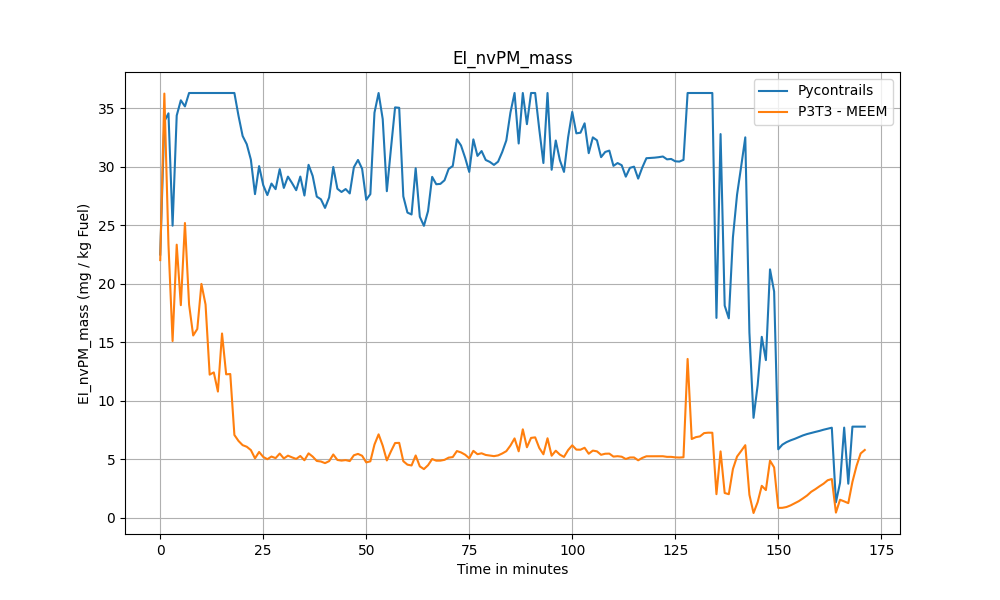 EI_nvPM_mass
Pycontrails
P3T3 - MEEM
EI_nvPM_mass (mg / kg Fuel)
35
30
25
20
15
10
5
0
0 25 50 75 100 125 150 175
Time in minutes